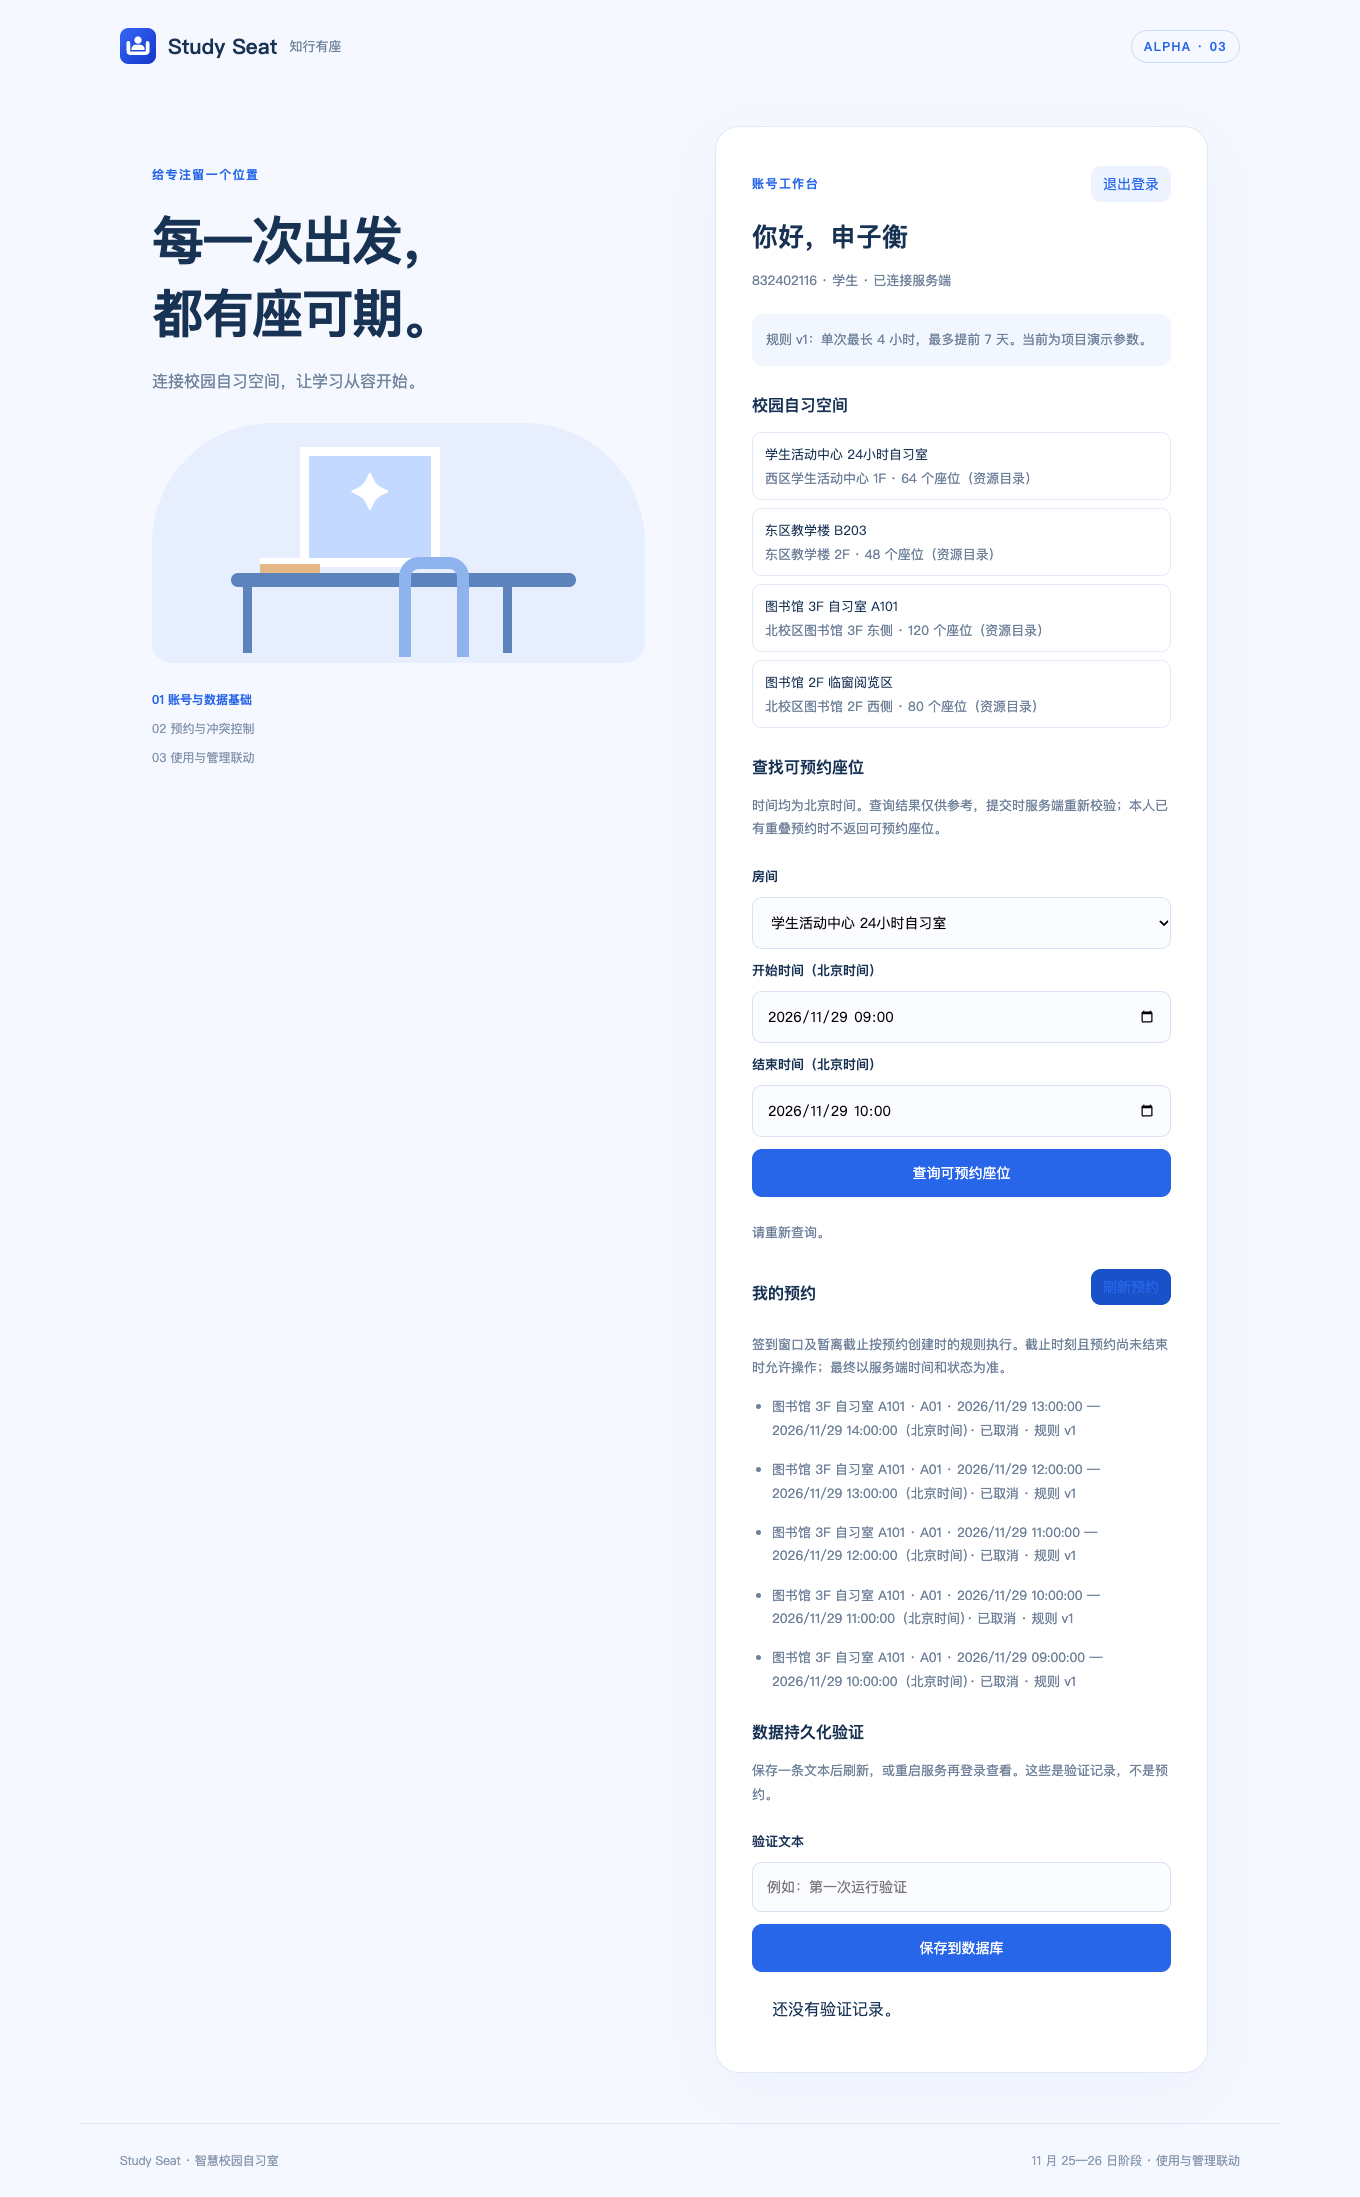 Study Seat 知行有座
ALPHA · 03
给专注留一个位置
每一次出发，
都有座可期。
连接校园自习空间，让学习从容开始。
01 账号与数据基础
02 预约与冲突控制
03 使用与管理联动
账号工作台
退出登录
你好，申子衡
832402116 · 学生 · 已连接服务端
规则 v1：单次最长 4 小时，最多提前 7 天。当前为项目演示参数。
校园自习空间
学生活动中心 24小时自习室
西区学生活动中心 1F · 64 个座位（资源目录）
东区教学楼 B203
东区教学楼 2F · 48 个座位（资源目录）
图书馆 3F 自习室 A101
北校区图书馆 3F 东侧 · 120 个座位（资源目录）
图书馆 2F 临窗阅览区
北校区图书馆 2F 西侧 · 80 个座位（资源目录）
查找可预约座位
时间均为北京时间。查询结果仅供参考，提交时服务端重新校验；本人已
有重叠预约时不返回可预约座位。
房间
学生活动中心 24小时自习室
开始时间（北京时间）
2026/11/29 09:00
结束时间（北京时间）
2026/11/29 10:00
查询可预约座位
请重新查询。
我的预约
刷新预约
签到窗口及暂离截止按预约创建时的规则执行。截止时刻且预约尚未结束
时允许操作；最终以服务端时间和状态为准。
图书馆 3F 自习室 A101 · A01 · 2026/11/29 13:00:00 —
2026/11/29 14:00:00（北京时间）· 已取消 · 规则 v1
图书馆 3F 自习室 A101 · A01 · 2026/11/29 12:00:00 —
2026/11/29 13:00:00（北京时间）· 已取消 · 规则 v1
图书馆 3F 自习室 A101 · A01 · 2026/11/29 11:00:00 —
2026/11/29 12:00:00（北京时间）· 已取消 · 规则 v1
图书馆 3F 自习室 A101 · A01 · 2026/11/29 10:00:00 —
2026/11/29 11:00:00（北京时间）· 已取消 · 规则 v1
图书馆 3F 自习室 A101 · A01 · 2026/11/29 09:00:00 —
2026/11/29 10:00:00（北京时间）· 已取消 · 规则 v1
数据持久化验证
保存一条文本后刷新，或重启服务再登录查看。这些是验证记录，不是预
约。
验证文本
例如：第一次运行验证
保存到数据库
还没有验证记录。
Study Seat · 智慧校园自习室
11 月 25—26 日阶段 · 使用与管理联动